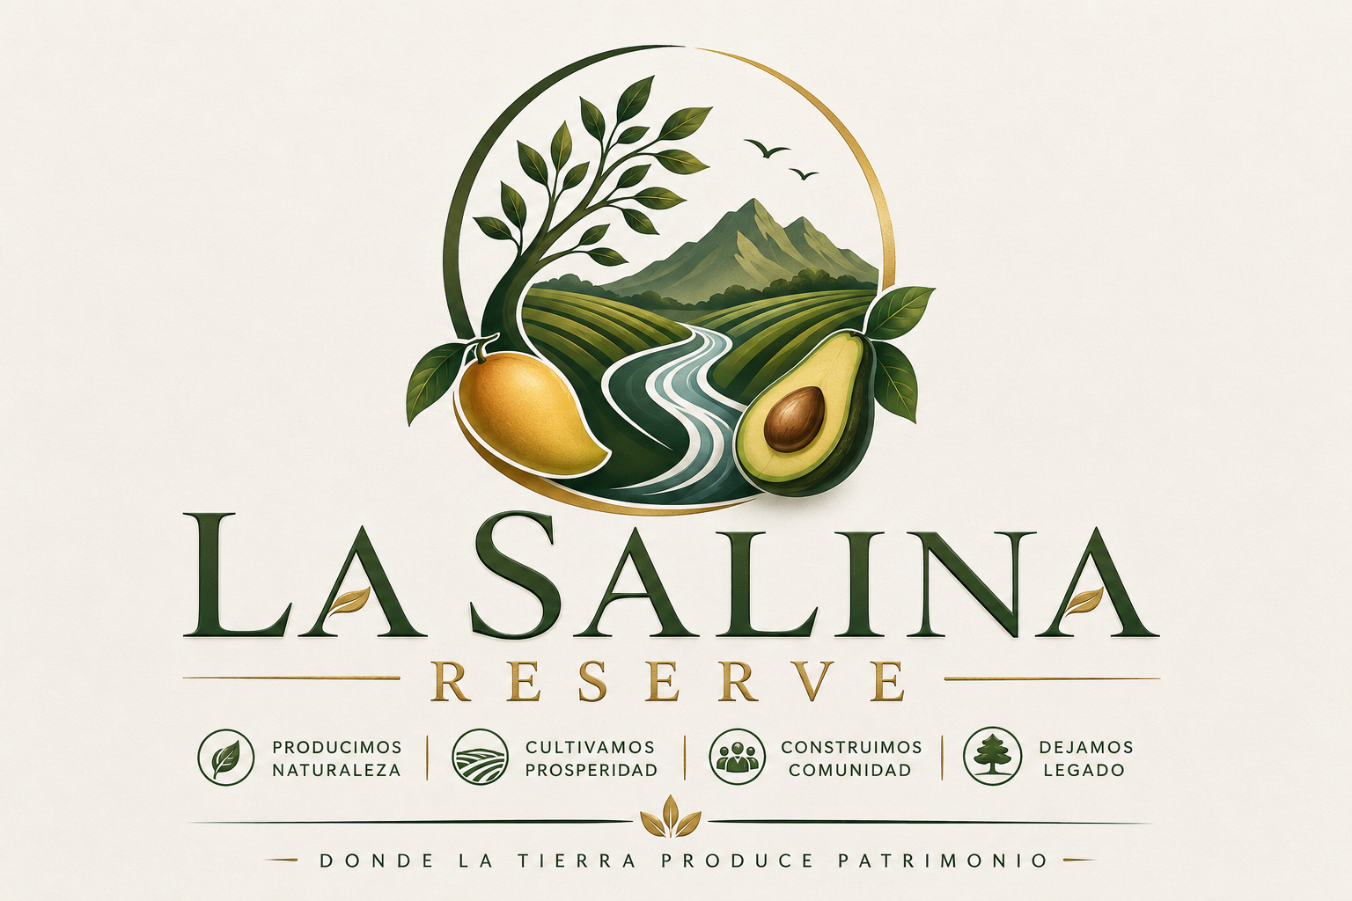 LA SALINA
RESERVE
PRODUCIMOS
NATURALEZA
CULTIVAMOS
PROSPERIDAD
CONSTRUIMOS
COMUNIDAD
DEJAMOS
LEGADO
DONDE LA TIERRA PRODUCE PATRIMONIO